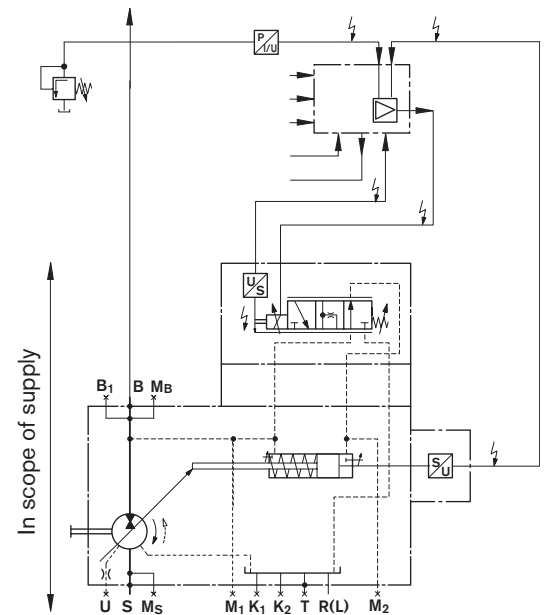 P
I/U
U
S
In scope of supply
B1 B MB
S
U
U S MS M1 K1 K2 T R(L) M2